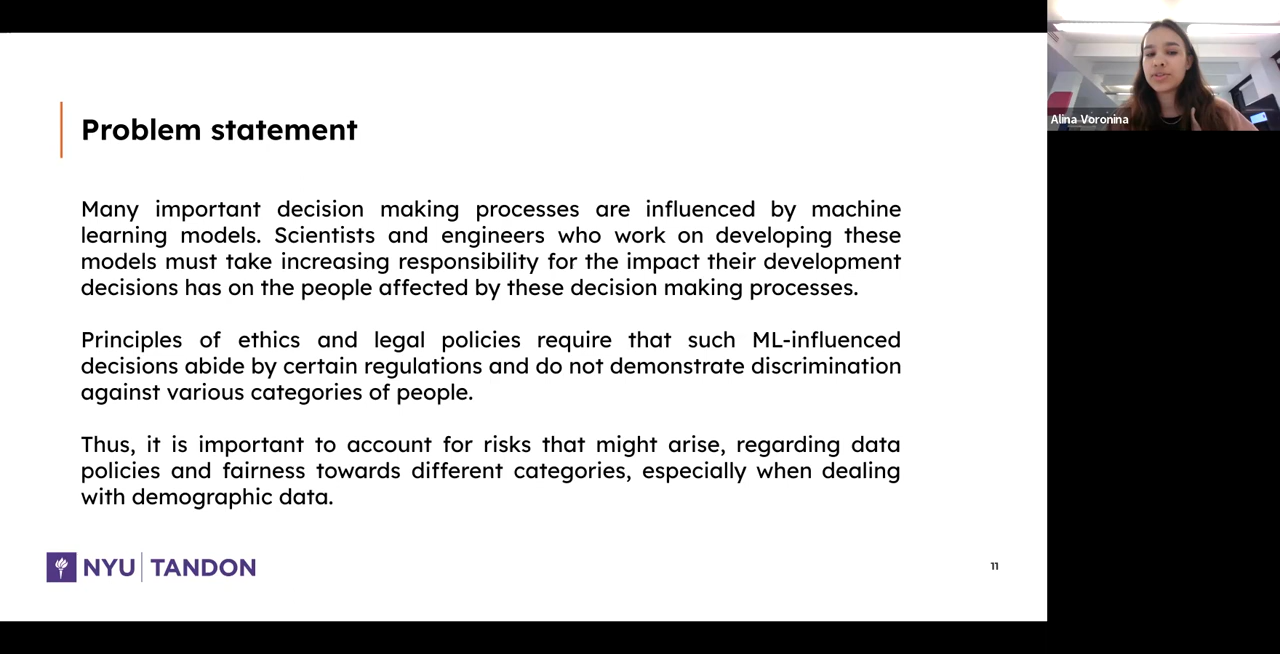 Problem statement
Many important decision making processes are influenced by machine
learning models. Scientists and engineers who work on developing these
models must take increasing responsibility for the impact their development
decisions has on the people affected by these decision making processes.
Principles of ethics and legal policies require that such ML-influenced
decisions abide by certain regulations and do not demonstrate discrimination
against various categories of people.
Thus, it is important to account for risks that might arise, regarding data
policies and fairness towards different categories, especially when dealing
with demographic data.
NYU TANDON
11
Alina Voronina